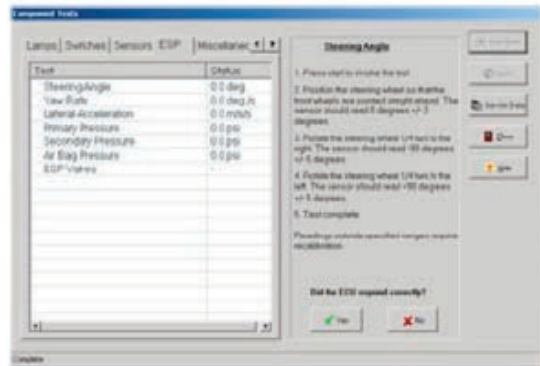 Component Tests
Lamps Switches Sensors ESP Miscellaneo
Test Status
Steering Angle 0.0 deg
Yaw Rate 0.0 deg/s
Lateral Acceleration 0.0 m/s/s
Primary Pressure 0.0 psi
Secondary Pressure 0.0 psi
Air Bag Pressure 0.0 psi
ESP Valves -
Steering Angle
1. Press start to initiate the test.
2. Position the steering wheel so that the
front wheels are pointed straight ahead. The
sensor should read 0 degrees +/-
degrees.
3. Rotate the steering wheel 1/4 turn to the
right. The sensor should read -90 degrees
+/- 5 degrees.
4. Rotate the steering wheel 1/4 turn to the
left. The sensor should read +90 degrees
+/- 5 degrees.
5. Test complete.
Readings outside specified ranges require
recalibration.
Did the ECU respond correctly?
Yes No
Service Data
Help
Complete